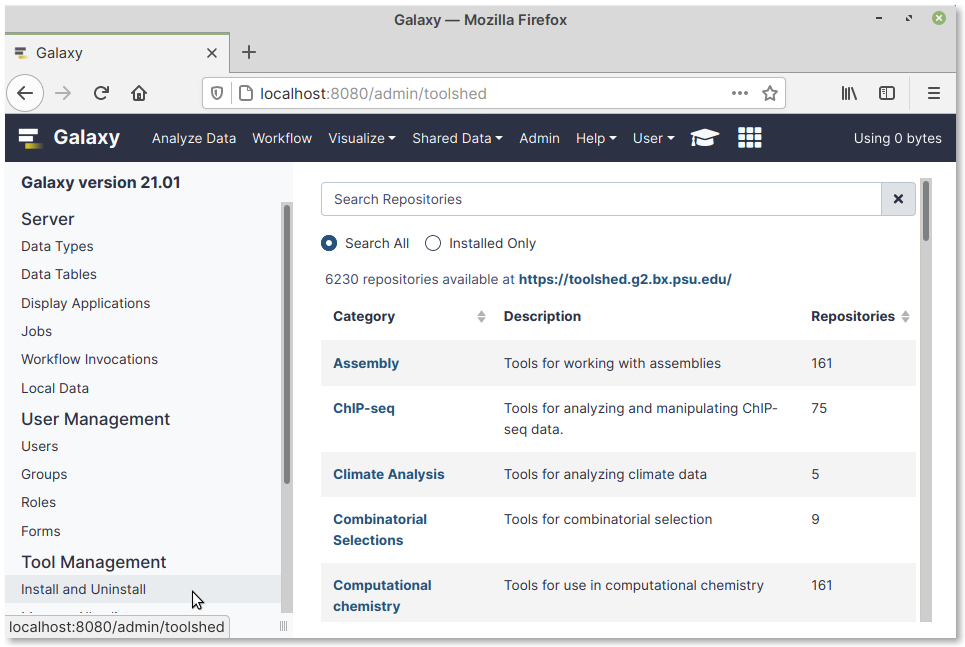 Galaxy — Mozilla Firefox
Galaxy
localhost:8080/admin/toolshed
Galaxy Analyze Data Workflow Visualize Shared Data Admin Help User Using 0 bytes
Galaxy version 21.01
Server
Data Types
Data Tables
Display Applications
Jobs
Workflow Invocations
Local Data
User Management
Users
Groups
Roles
Forms
Tool Management
Install and Uninstall
localhost:8080/admin/toolshed
Search Repositories
Search All Installed Only
6230 repositories available at https://toolshed.g2.bx.psu.edu/
Category Description Repositories
Assembly Tools for working with assemblies 161
ChIP-seq Tools for analyzing and manipulating ChIP- 75
seq data.
Climate Analysis Tools for analyzing climate data 5
Combinatorial Tools for combinatorial selection 9
Selections
Computational Tools for use in computational chemistry 161
chemistry